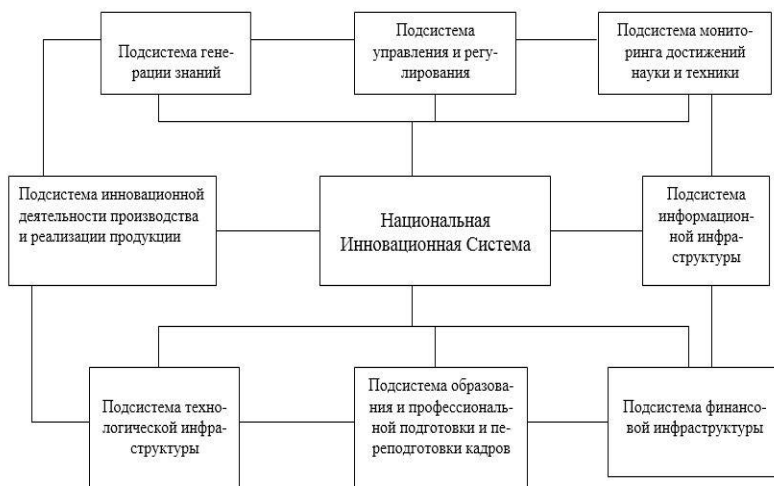 Подсистема гене-
рации знаний
Подсистема
управления и регу-
лирования
Подсистема монито-
ринга достижений
науки и техники
Подсистема инновационной
деятельности производства
и реализации продукции
Национальная
Инновационная Система
Подсистема
информацион-
ной инфра-
структуры
Подсистема техно-
логической инфра-
структуры
Подсистема образова-
ния и профессиональ-
ной подготовки и пе-
реподготовки кадров
Подсистема финанс-
овой инфраструктуры